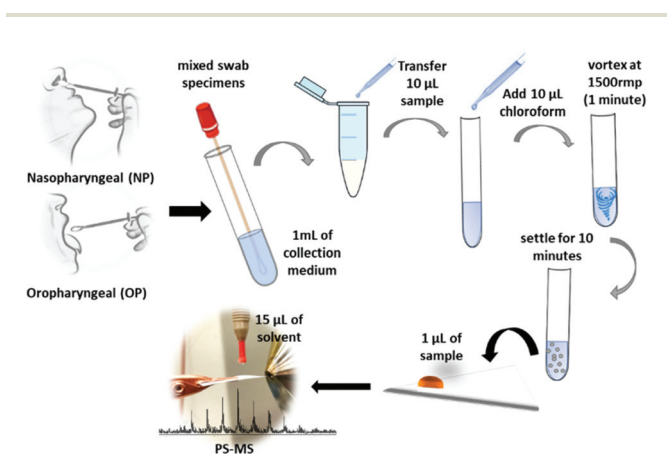 mixed swab
specimens
Nasopharyngeal (NP)
Oropharyngeal (OP)
1mL of
collection
medium
Transfer
10 µL
sample
Add 10 µL
chloroform
vortex at
1500rmp
(1 minute)
settle for 10
minutes
1 µL of
sample
15 µL of
solvent
PS-MS